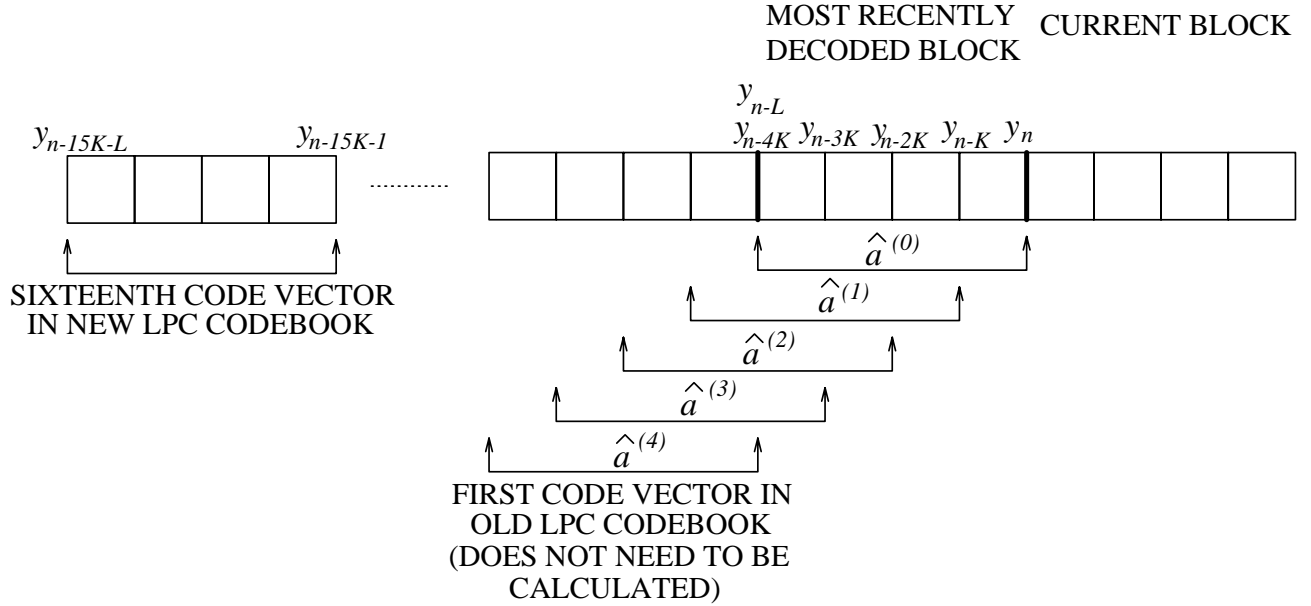 MOST RECENTLY
DECODED BLOCK
CURRENT BLOCK
y_{n-L}
y_{n-15K-L}
y_{n-15K-1}
y_{n-4K}
y_{n-3K}
y_{n-2K}
y_{n-K}
y_n
â^{(0)}
â^{(1)}
â^{(2)}
â^{(3)}
â^{(4)}
SIXTEENTH CODE VECTOR
IN NEW LPC CODEBOOK
FIRST CODE VECTOR IN
OLD LPC CODEBOOK
(DOES NOT NEED TO BE
CALCULATED)